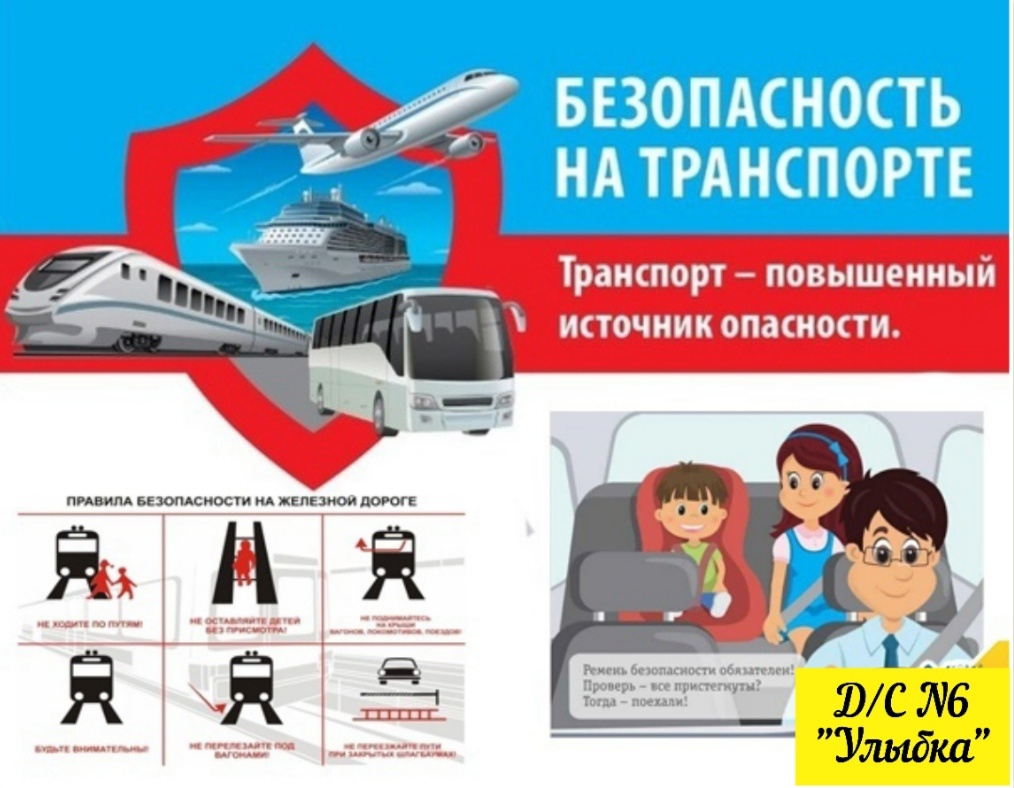 БЕЗОПАСНОСТЬ
НА ТРАНСПОРТЕ
Транспорт – повышенный
источник опасности.
ПРАВИЛА БЕЗОПАСНОСТИ НА ЖЕЛЕЗНОЙ ДОРОГЕ
НЕ ХОДИТЕ ПО ПУТЯМ!
НЕ ОСТАВЛЯЙТЕ ДЕТЕЙ
БЕЗ ПРИСМОТРА!
НЕ ПОДНИМАЙТЕСЬ
НА КРЫШИ
ВАГОНОВ, ЛОКОМОТИВОВ, ПОЕЗДОВ!
БУДЬТЕ ВНИМАТЕЛЬНЫ!
НЕ ПЕРЕЛЕЗАЙТЕ ПОД
ВАГОНАМИ!
НЕ ПЕРЕЕЗЖАЙТЕ ПУТИ
ПРИ ЗАКРЫТЫХ ШЛАГБАУМАХ!
Ремень безопасности обязателен!
Проверь – все пристегнуты?
Тогда – поехали!
Д/С №6
"Улыбка"